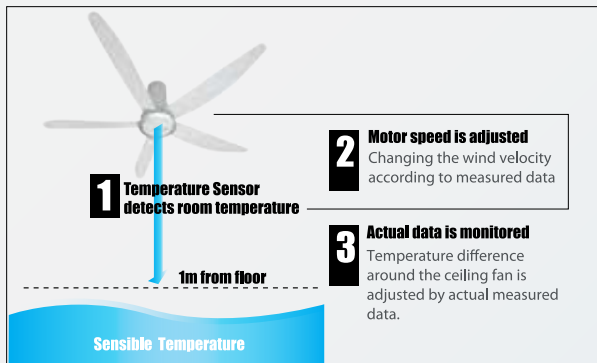 1
Temperature Sensor
detects room temperature
1m from floor
Sensible Temperature
2
Motor speed is adjusted
Changing the wind velocity
according to measured data
3
Actual data is monitored
Temperature difference
around the ceiling fan is
adjusted by actual measured
data.